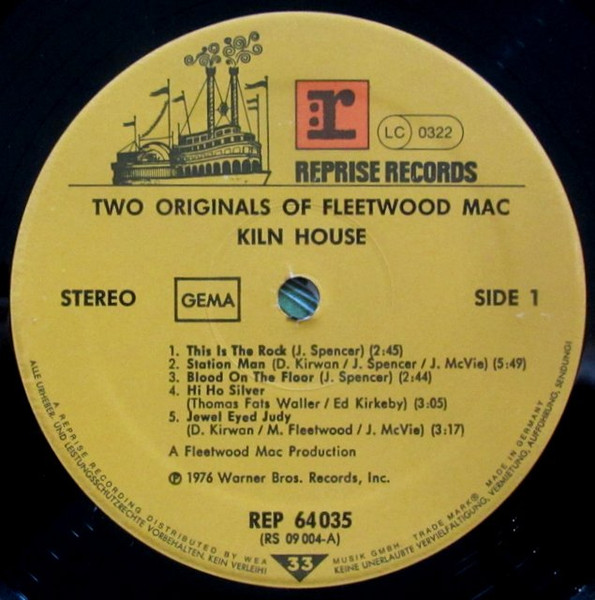 r
LC 0322
REPRISE RECORDS
TWO ORIGINALS OF FLEETWOOD MAC
KILN HOUSE
STEREO GEMA SIDE 1
1. This Is The Rock (J. Spencer) (2:45)
2. Station Man (D. Kirwan / J. Spencer / J. McVie) (5:49)
3. Blood On The Floor (J. Spencer) (2:44)
4. Hi Ho Silver
(Thomas Fats Waller / Ed Kirkeby) (3:05)
5. Jewel Eyed Judy
(D. Kirwan / M. Fleetwood / J. McVie) (3:17)
A Fleetwood Mac Production
℗ 1976 Warner Bros. Records, Inc.
REP 64 035
(RS 09 004-A)
33
A REPRISE RECORDING DISTRIBUTED BY WEA MUSIK GMBH. TRADE MARK® MADE IN GERMANY
ALLE URHEBER- UND LEISTUNGSSCHUTZRECHTE VORBEHALTEN. KEIN VERLEIH! KEINE UNERLAUBTE VERVIELFÄLTIGUNG, VERMIETUNG, AUFFÜHRUNG, SENDUNG!